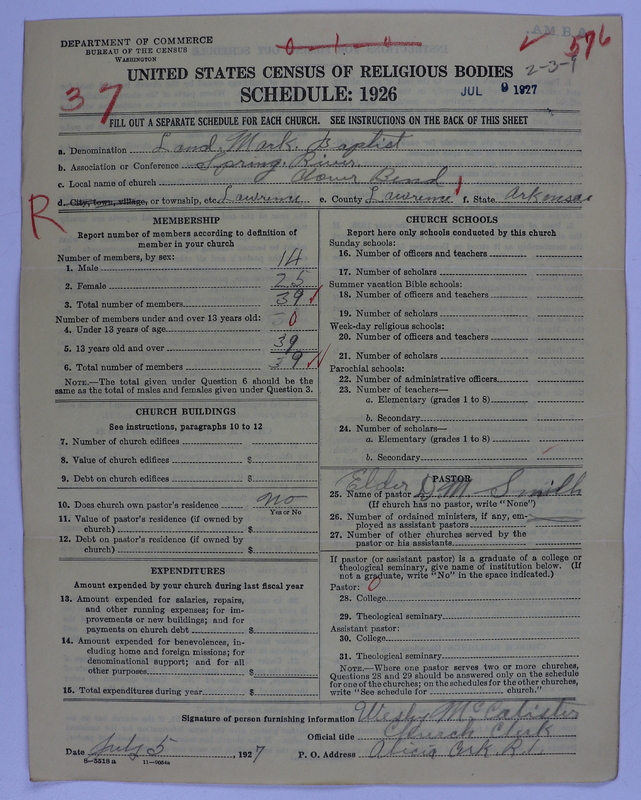 DEPARTMENT OF COMMERCE
BUREAU OF THE CENSUS
WASHINGTON
0-1-0
576
2-3-1
UNITED STATES CENSUS OF RELIGIOUS BODIES
37
SCHEDULE: 1926
JUL 9 1927
FILL OUT A SEPARATE SCHEDULE FOR EACH CHURCH. SEE INSTRUCTIONS ON THE BACK OF THIS SHEET
a. Denomination Land Mark Baptist
b. Association or Conference Spring River
c. Local name of church Clover Bend
R
d. City, town, village, or township, etc. Lawrence e. County Lawrence f. State Arkansas
MEMBERSHIP
Report number of members according to definition of
member in your church
Number of members, by sex:
1. Male 14
2. Female 25
3. Total number of members 39
Number of members under and over 13 years old:
4. Under 13 years of age 0
5. 13 years old and over 39
6. Total number of members 39
NOTE.—The total given under Question 6 should be the
same as the total of males and females given under Question 3.
CHURCH BUILDINGS
See instructions, paragraphs 10 to 12
7. Number of church edifices
8. Value of church edifices $
9. Debt on church edifices $
10. Does church own pastor's residence no
Yes or No
11. Value of pastor's residence (if owned by
church) $
12. Debt on pastor's residence (if owned by
church) $
EXPENDITURES
Amount expended by your church during last fiscal year
13. Amount expended for salaries, repairs,
and other running expenses; for im-
provements or new buildings; and for
payments on church debt $
14. Amount expended for benevolences, in-
cluding home and foreign missions; for
denominational support; and for all
other purposes $
15. Total expenditures during year $
CHURCH SCHOOLS
Report here only schools conducted by this church
Sunday schools:
16. Number of officers and teachers
17. Number of scholars
Summer vacation Bible schools:
18. Number of officers and teachers
19. Number of scholars
Week-day religious schools:
20. Number of officers and teachers
21. Number of scholars
Parochial schools:
22. Number of administrative officers
23. Number of teachers—
a. Elementary (grades 1 to 8)
b. Secondary
24. Number of scholars—
a. Elementary (grades 1 to 8)
b. Secondary
PASTOR
25. Name of pastor Elder D M Smith
(If church has no pastor, write "None")
26. Number of ordained ministers, if any, em-
ployed as assistant pastors
27. Number of other churches served by the
pastor or his assistants
If pastor (or assistant pastor) is a graduate of a college or
theological seminary, give name of institution below. (If
not a graduate, write "No" in the space indicated.)
Pastor:
28. College
29. Theological seminary
Assistant pastor:
30. College
31. Theological seminary
NOTE.—Where one pastor serves two or more churches,
Questions 28 and 29 should be answered only on the schedule
for one of the churches; on the schedules for the other churches,
write "See schedule for church."
Signature of person furnishing information McCalister
Official title Church Clerk
Date July 5, 1927 P. O. Address Alicia Ark. R.1.
8-5518a 11-9054a